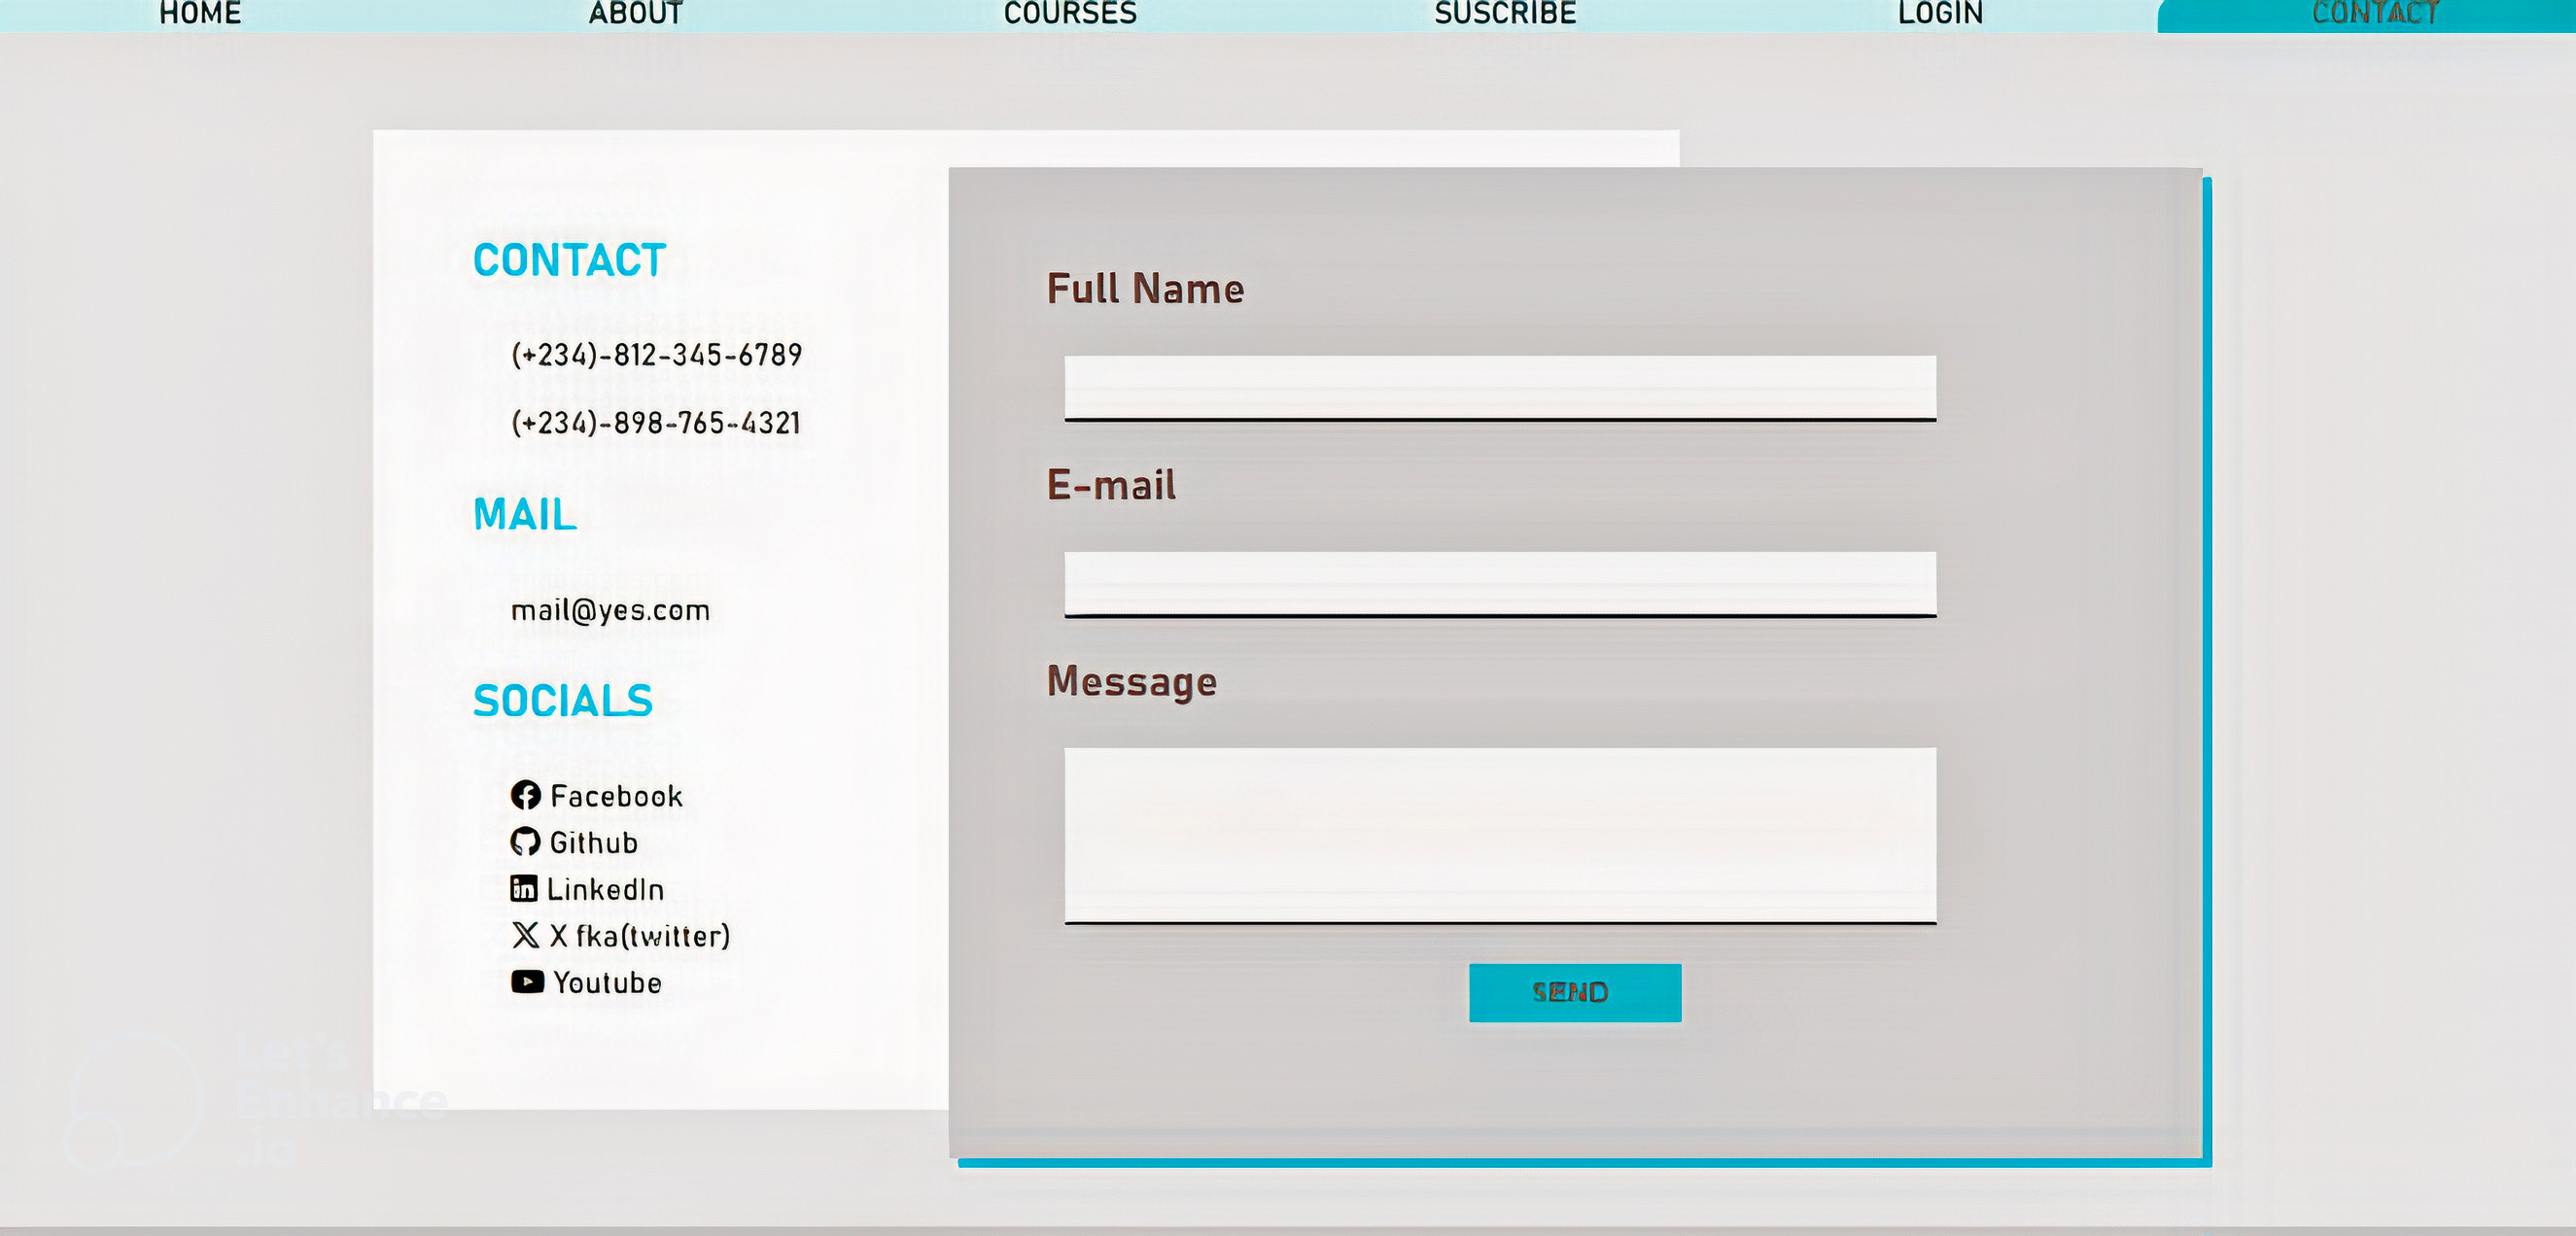 HOME ABOUT COURSES SUSCRIBE LOGIN CONTACT
CONTACT
(+234)-812-345-6789
(+234)-898-765-4321
MAIL
mail@yes.com
SOCIALS
Facebook
Github
LinkedIn
X fka(twitter)
Youtube
Full Name
E-mail
Message
SEND
Let's
Enhance
.io